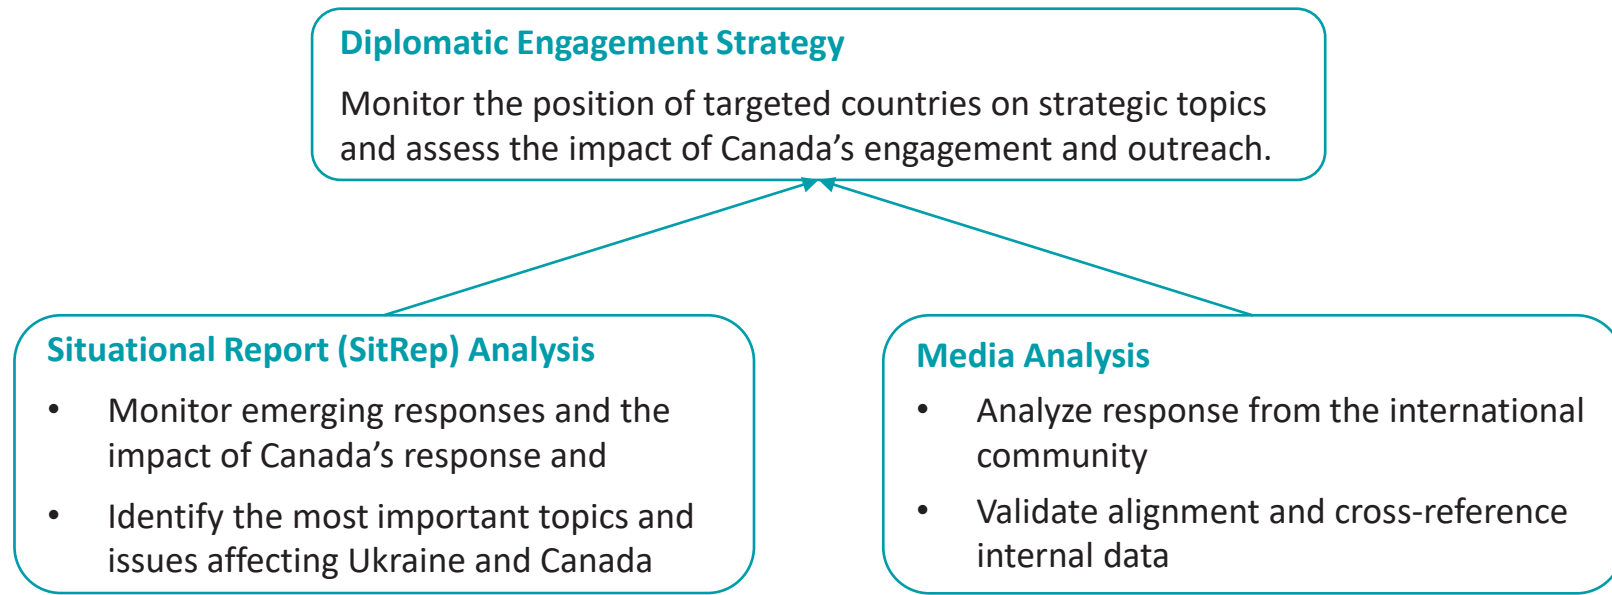 Diplomatic Engagement Strategy
Monitor the position of targeted countries on strategic topics
and assess the impact of Canada’s engagement and outreach.
Situational Report (SitRep) Analysis
• Monitor emerging responses and the
impact of Canada’s response and
• Identify the most important topics and
issues affecting Ukraine and Canada
Media Analysis
• Analyze response from the international
community
• Validate alignment and cross-reference
internal data